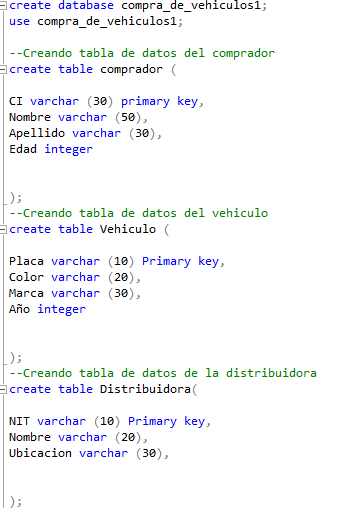 create database compra_de_vehiculos1;
use compra_de_vehiculos1;
--Creando tabla de datos del comprador
create table comprador (
CI varchar (30) primary key,
Nombre varchar (50),
Apellido varchar (30),
Edad integer
);
--Creando tabla de datos del vehiculo
create table Vehiculo (
Placa varchar (10) Primary key,
Color varchar (20),
Marca varchar (30),
Año integer
);
--Creando tabla de datos de la distribuidora
create table Distribuidora(
NIT varchar (10) Primary key,
Nombre varchar (20),
Ubicacion varchar (30),
);